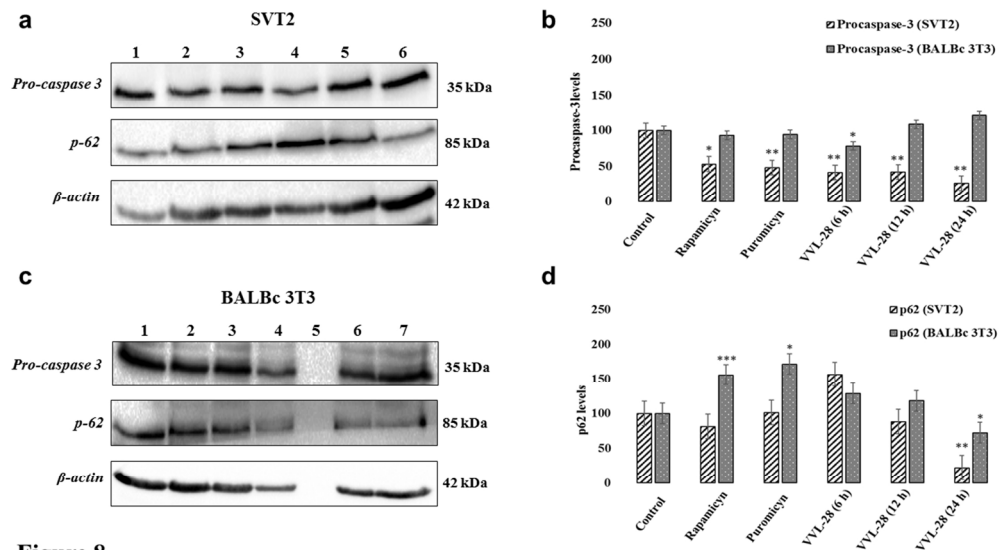 a
SVT2
1 2 3 4 5 6
Pro-caspase 3
35 kDa
p-62
85 kDa
β-actin
42 kDa
b
250
200
150
100
50
0
Procaspase-3levels
Procaspase-3 (SVT2)
Procaspase-3 (BALBc 3T3)
* ** ** * ** **
Control
Rapamicyn
Puromicyn
VVL-28 (6 h)
VVL-28 (12 h)
VVL-28 (24 h)
c
BALBc 3T3
1 2 3 4 5 6 7
Pro-caspase 3
35 kDa
p-62
85 kDa
β-actin
42 kDa
d
250
200
150
100
50
0
p62 levels
p62 (SVT2)
p62 (BALBc 3T3)
*** * ** *
Control
Rapamicyn
Puromicyn
VVL-28 (6 h)
VVL-28 (12 h)
VVL-28 (24 h)
Figure 8